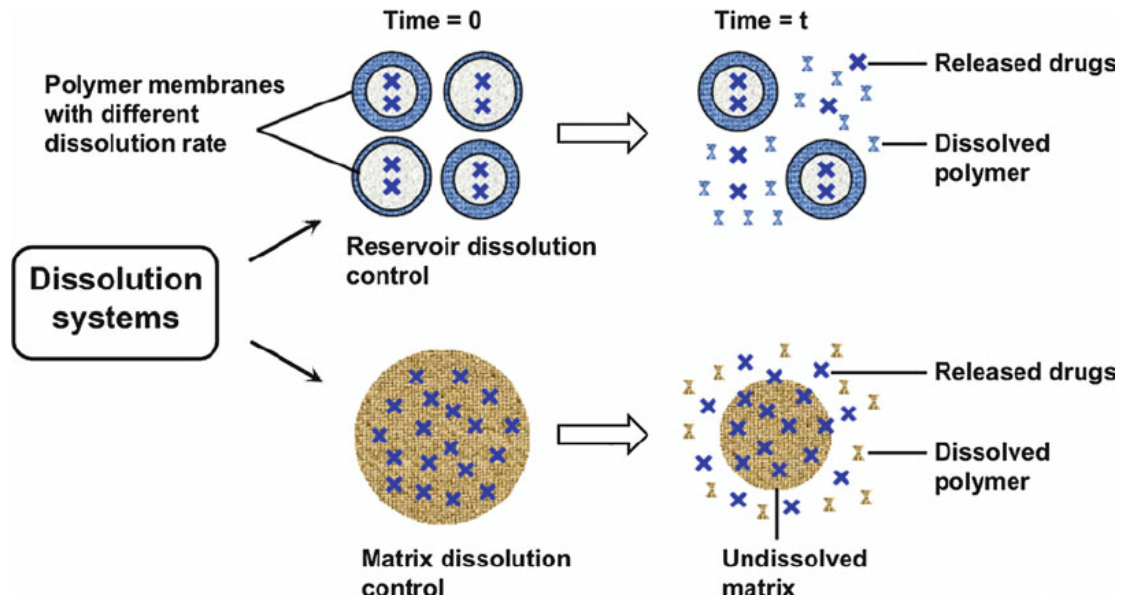 Time = 0
Time = t
Polymer membranes
with different
dissolution rate
Released drugs
Dissolved
polymer
Reservoir dissolution
control
Dissolution
systems
Released drugs
Dissolved
polymer
Matrix dissolution
control
Undissolved
matrix